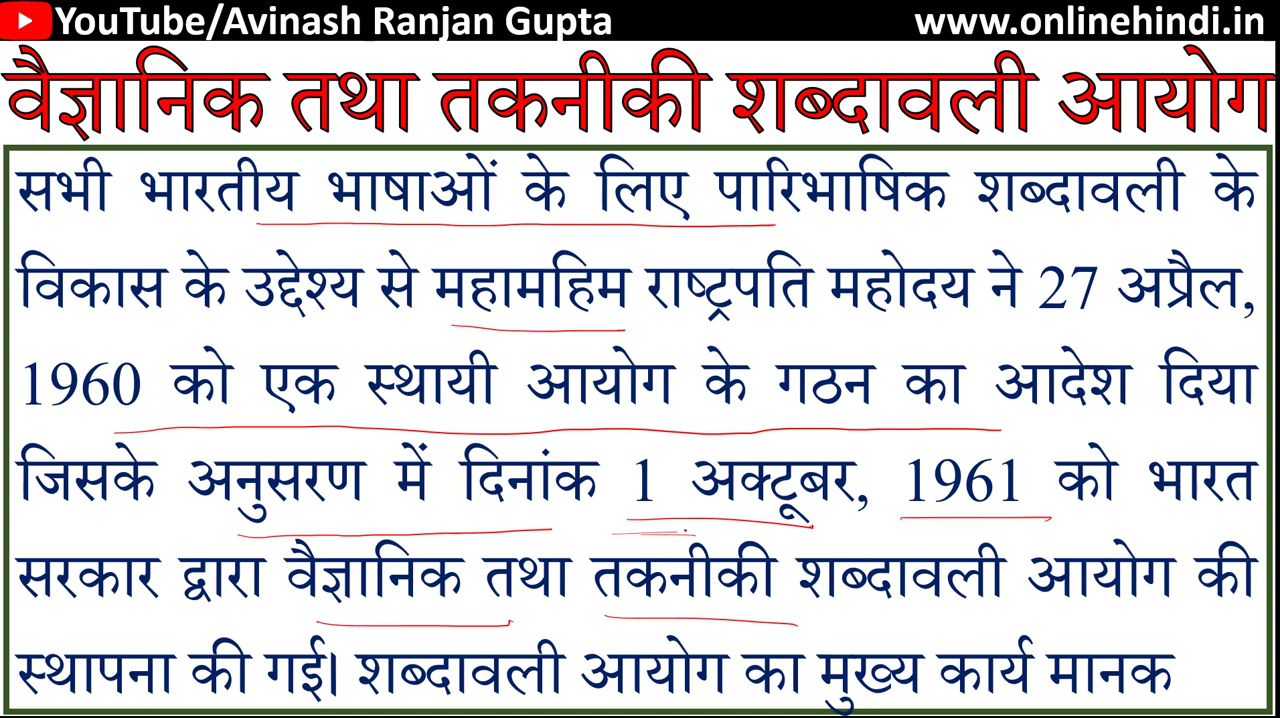 YouTube/Avinash Ranjan Gupta www.onlinehindi.in
वैज्ञानिक तथा तकनीकी शब्दावली आयोग
सभी भारतीय भाषाओं के लिए पारिभाषिक शब्दावली के
विकास के उद्देश्य से महामहिम राष्ट्रपति महोदय ने 27 अप्रैल,
1960 को एक स्थायी आयोग के गठन का आदेश दिया
जिसके अनुसरण में दिनांक 1 अक्टूबर, 1961 को भारत
सरकार द्वारा वैज्ञानिक तथा तकनीकी शब्दावली आयोग की
स्थापना की गई। शब्दावली आयोग का मुख्य कार्य मानक